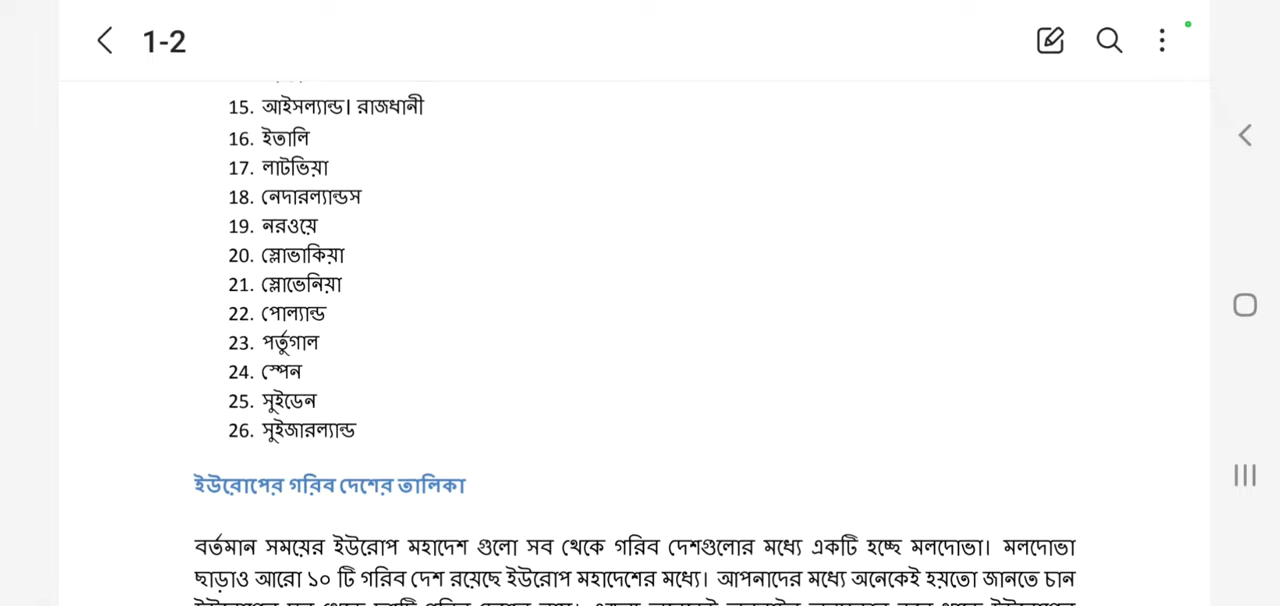 1-2
15. আইসল্যান্ড। রাজধানী
16. ইতালি
17. লাটভিয়া
18. নেদারল্যান্ডস
19. নরওয়ে
20. স্লোভাকিয়া
21. স্লোভেনিয়া
22. পোল্যান্ড
23. পর্তুগাল
24. স্পেন
25. সুইডেন
26. সুইজারল্যান্ড
ইউরোপের গরিব দেশের তালিকা
বর্তমান সময়ের ইউরোপ মহাদেশ গুলো সব থেকে গরিব দেশগুলোর মধ্যে একটি হচ্ছে মলদোভা। মলদোভা
ছাড়াও আরো ১০ টি গরিব দেশ রয়েছে ইউরোপ মহাদেশের মধ্যে। আপনাদের মধ্যে অনেকেই হয়তো জানতে চান